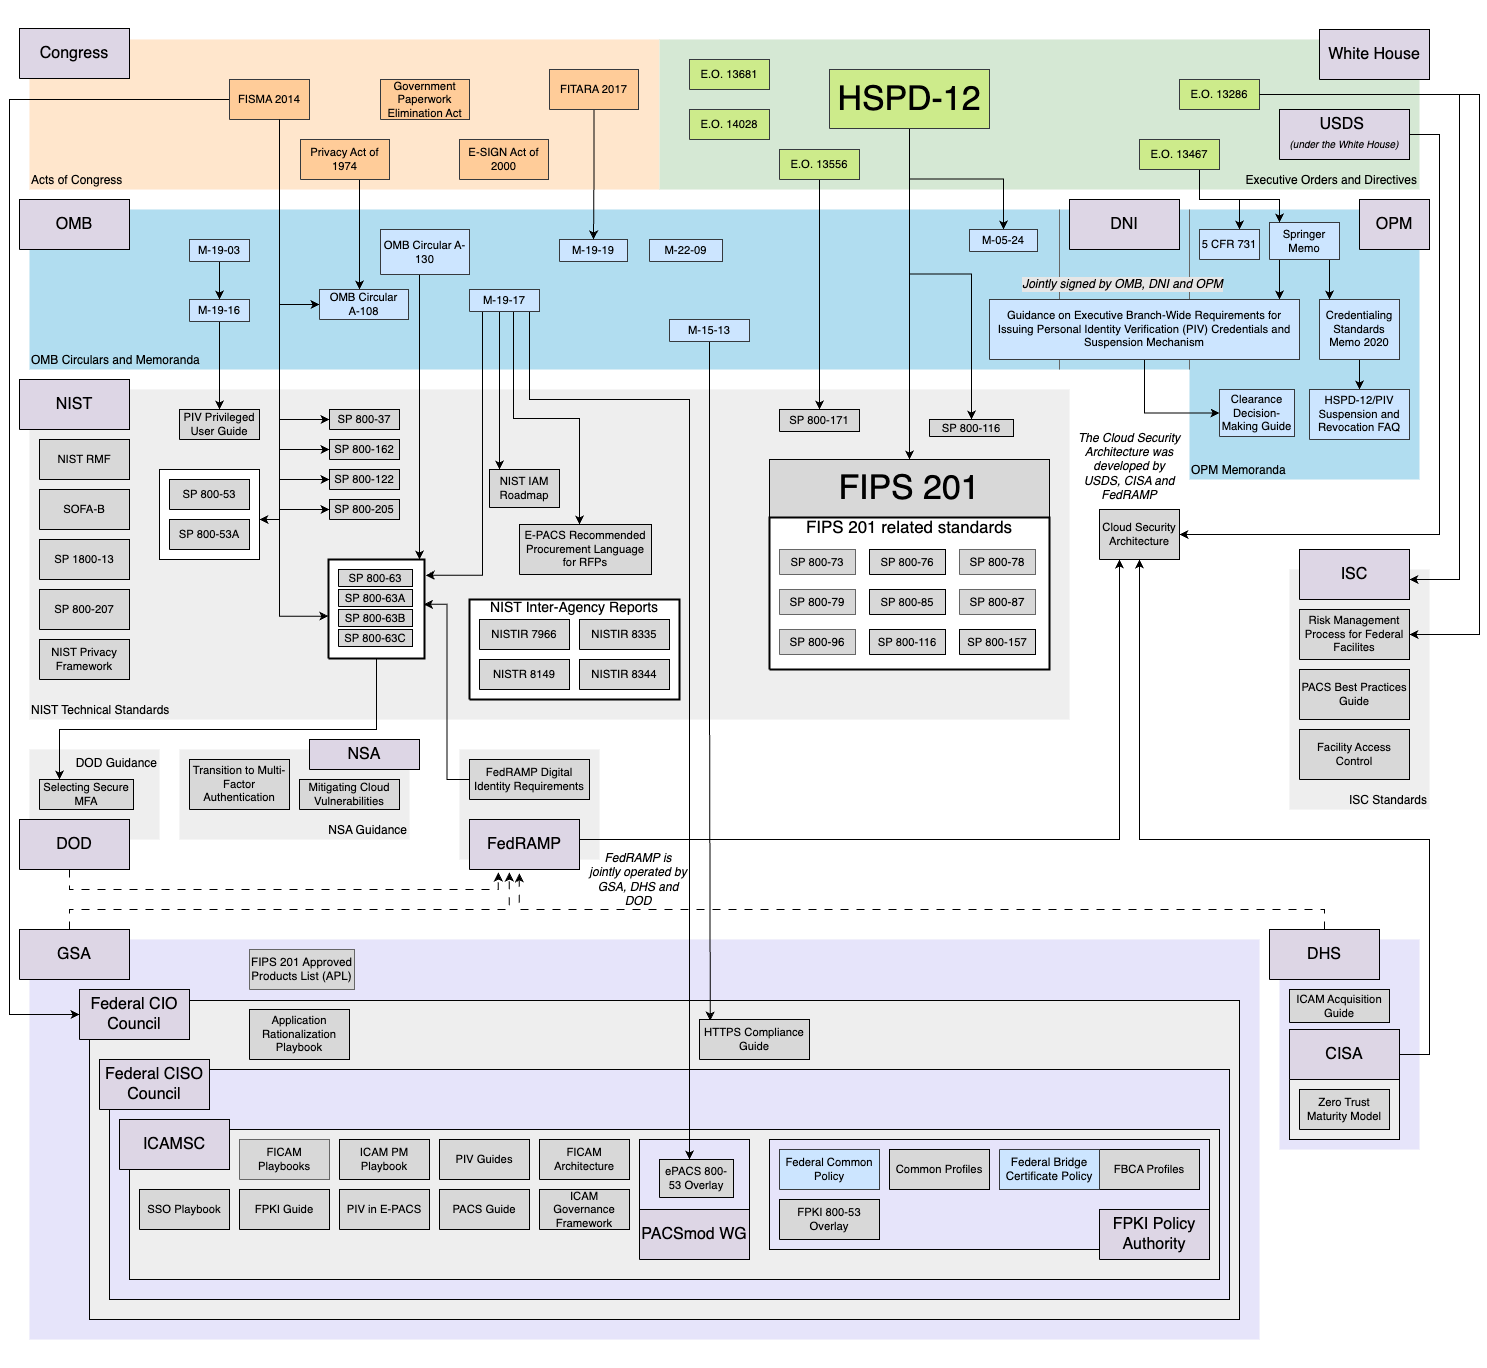 Congress
White House
FISMA 2014
Government
Paperwork
Elimination Act
FITARA 2017
E.O. 13681
HSPD-12
E.O. 13286
E.O. 14028
USDS
(under the White House)
Privacy Act of
1974
E-SIGN Act of
2000
E.O. 13556
E.O. 13467
Acts of Congress
Executive Orders and Directives
OMB
DNI
OPM
M-19-03
OMB Circular A-
130
M-19-19
M-22-09
M-05-24
5 CFR 731
Springer
Memo
Jointly signed by OMB, DNI and OPM
M-19-16
OMB Circular
A-108
M-19-17
M-15-13
Guidance on Executive Branch-Wide Requirements for
Issuing Personal Identity Verification (PIV) Credentials and
Suspension Mechanism
Credentialing
Standards
Memo 2020
OMB Circulars and Memoranda
NIST
PIV Privileged
User Guide
SP 800-37
SP 800-171
SP 800-116
Clearance
Decision-
Making Guide
HSPD-12/PIV
Suspension and
Revocation FAQ
OPM Memoranda
NIST RMF
SP 800-162
SP 800-53
SP 800-122
NIST IAM
Roadmap
FIPS 201
The Cloud Security
Architecture was
developed by
USDS, CISA and
FedRAMP
SOFA-B
SP 800-205
SP 800-53A
E-PACS Recommended
Procurement Language
for RFPs
FIPS 201 related standards
Cloud Security
Architecture
SP 1800-13
SP 800-63
SP 800-63A
SP 800-63B
SP 800-63C
SP 800-73
SP 800-76
SP 800-78
ISC
SP 800-207
NIST Inter-Agency Reports
NISTIR 7966
NISTIR 8335
SP 800-79
SP 800-85
SP 800-87
Risk Management
Process for Federal
Facilites
NIST Privacy
Framework
NISTR 8149
NISTIR 8344
SP 800-96
SP 800-116
SP 800-157
PACS Best Practices
Guide
NIST Technical Standards
Facility Access
Control
ISC Standards
DOD Guidance
Selecting Secure
MFA
DOD
NSA
Transition to Multi-
Factor
Authentication
Mitigating Cloud
Vulnerabilities
NSA Guidance
FedRAMP Digital
Identity Requirements
FedRAMP
FedRAMP is
jointly operated by
GSA, DHS and
DOD
GSA
DHS
FIPS 201 Approved
Products List (APL)
Federal CIO
Council
Application
Rationalization
Playbook
HTTPS Compliance
Guide
ICAM Acquisition
Guide
CISA
Zero Trust
Maturity Model
Federal CISO
Council
ICAMSC
FICAM
Playbooks
ICAM PM
Playbook
PIV Guides
FICAM
Architecture
ePACS 800-
53 Overlay
Federal Common
Policy
Common Profiles
Federal Bridge
Certificate Policy
FBCA Profiles
SSO Playbook
FPKI Guide
PIV in E-PACS
PACS Guide
ICAM
Governance
Framework
PACSmod WG
FPKI 800-53
Overlay
FPKI Policy
Authority